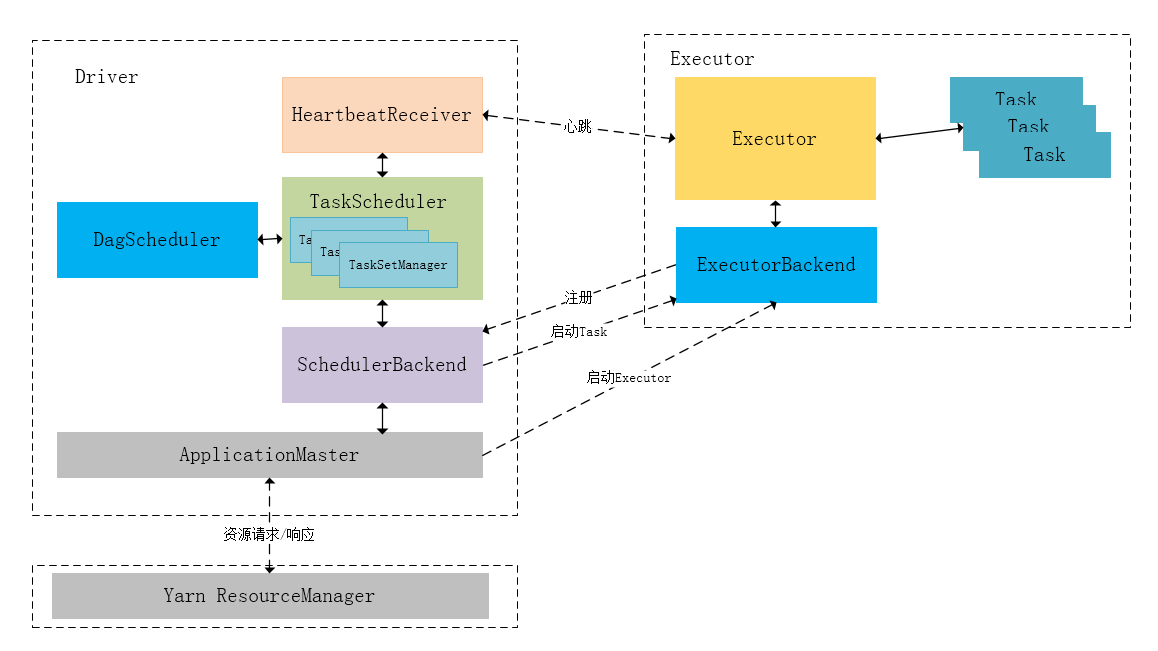 Driver
HeartbeatReceiver
TaskScheduler
Tas
Tas
TaskSetManager
DagScheduler
SchedulerBackend
ApplicationMaster
资源请求/响应
Yarn ResourceManager
心跳
注册
启动Task
启动Executor
Executor
Executor
Task
Task
Task
ExecutorBackend